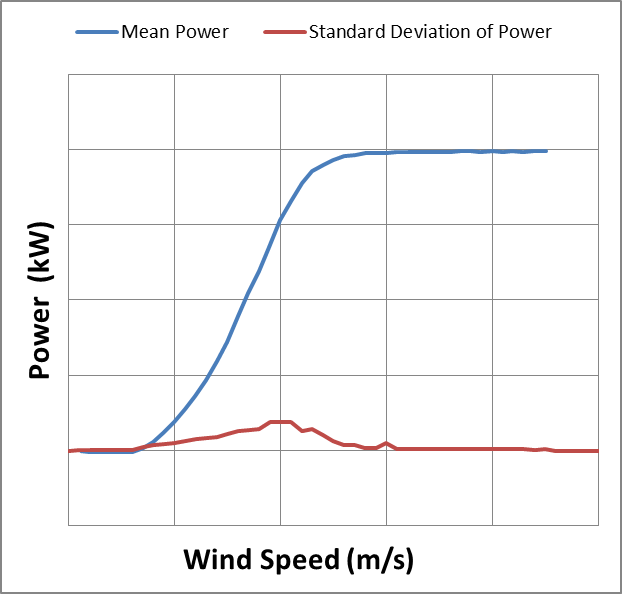 Mean Power
Standard Deviation of Power
Power (kW)
Wind Speed (m/s)